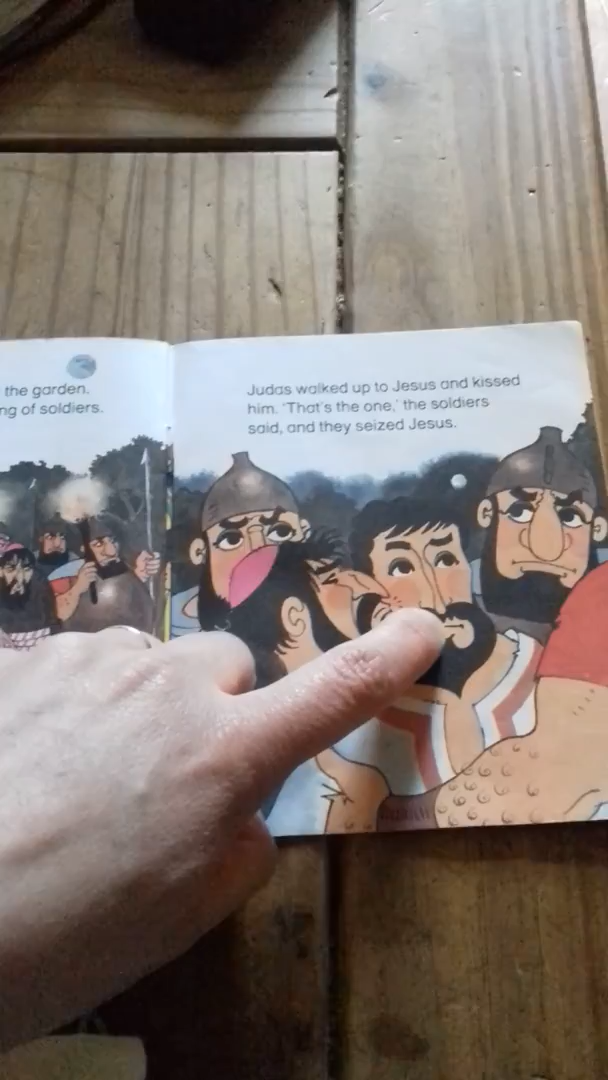 the garden.
ng of soldiers.
Judas walked up to Jesus and kissed
him. 'That's the one,' the soldiers
said, and they seized Jesus.